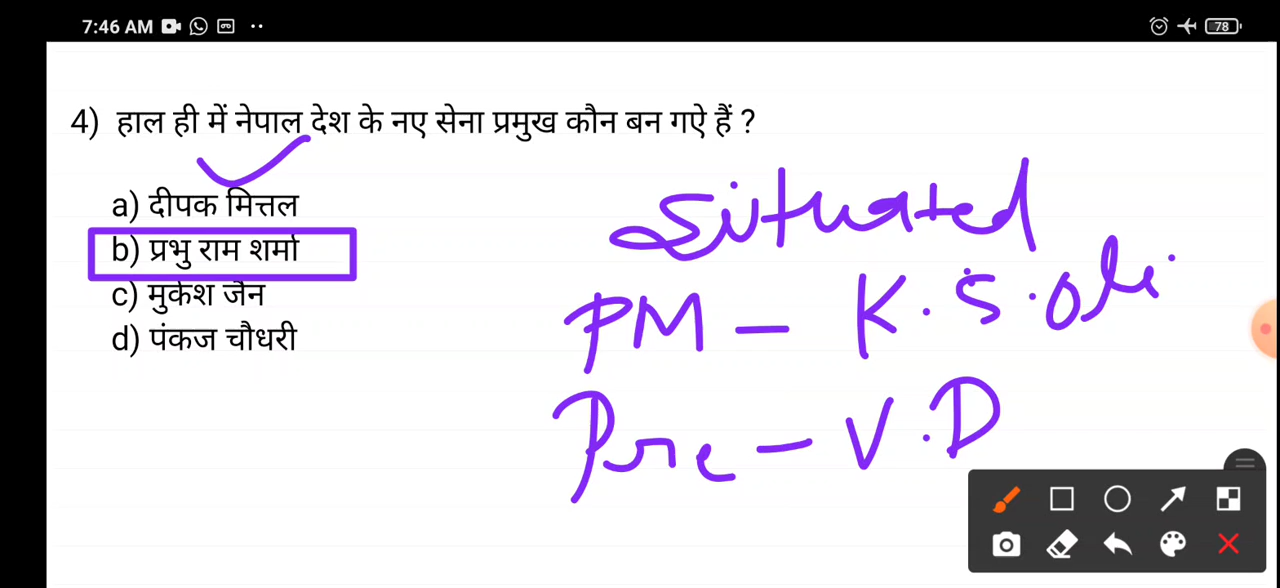 7:46 AM
78
4) हाल ही में नेपाल देश के नए सेना प्रमुख कौन बन गऐ हैं ?
a) दीपक मित्तल
b) प्रभु राम शर्मा
c) मुकेश जैन
d) पंकज चौधरी
Situated
PM - K.S.Oli.
Pre - V.D